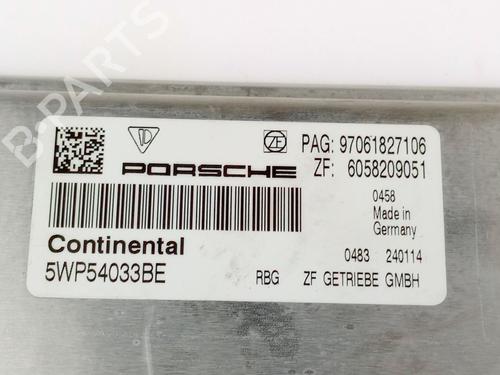 PAG: 97061827106
PORSCHE
ZF: 6058209051
0458
Made in
Germany
Continental
0483 240114
5WP54033BE
RBG ZF GETRIEBE GMBH
B-PARTS